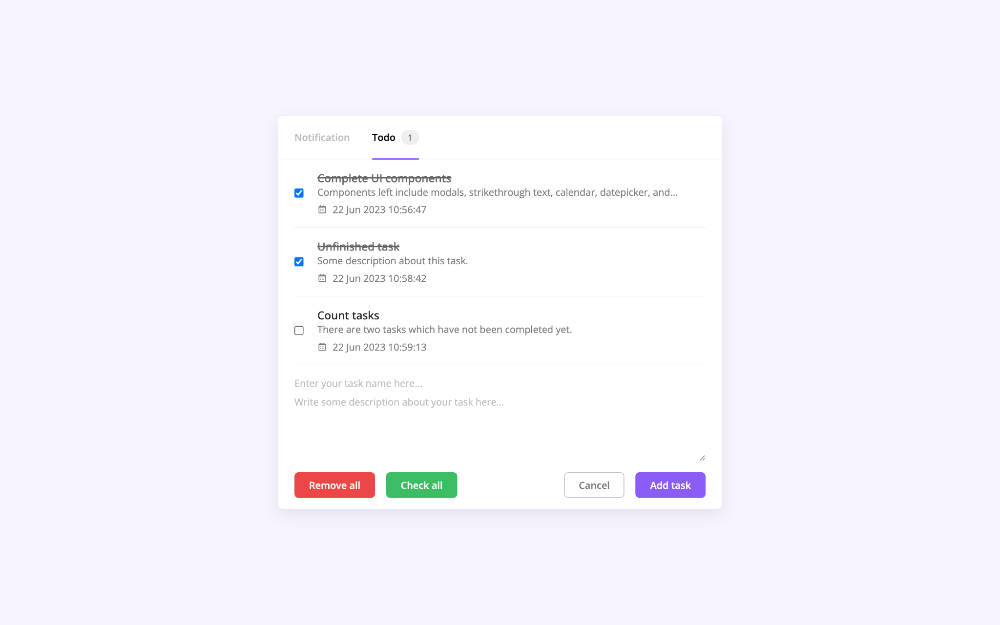 Notification Todo 1
Complete UI components
Components left include modals, strikethrough text, calendar, datepicker, and...
22 Jun 2023 10:56:47
Unfinished task
Some description about this task.
22 Jun 2023 10:58:42
Count tasks
There are two tasks which have not been completed yet.
22 Jun 2023 10:59:13
Enter your task name here...
Write some description about your task here...
Remove all Check all Cancel Add task